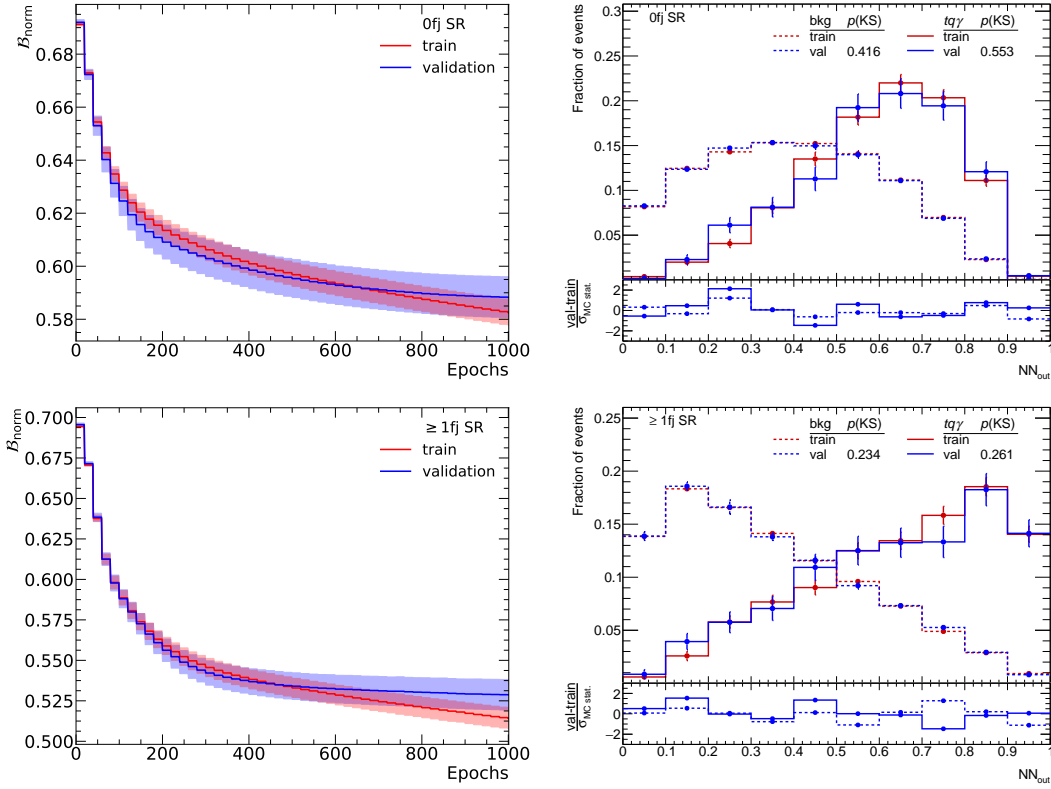 0fj SR
train
validation
ℬnorm
0.68
0.66
0.64
0.62
0.60
0.58
0 200 400 600 800 1000
Epochs
0fj SR
bkg p(KS) tqγ p(KS)
train train
val 0.416 val 0.553
Fraction of events
0.3
0.25
0.2
0.15
0.1
0.05
val-train
σMC stat.
2
0
−2
0 0.1 0.2 0.3 0.4 0.5 0.6 0.7 0.8 0.9 1
NNout
≥ 1fj SR
train
validation
ℬnorm
0.700
0.675
0.650
0.625
0.600
0.575
0.550
0.525
0.500
0 200 400 600 800 1000
Epochs
≥ 1fj SR
bkg p(KS) tqγ p(KS)
train train
val 0.234 val 0.261
Fraction of events
0.25
0.2
0.15
0.1
0.05
val-train
σMC stat.
2
0
−2
0 0.1 0.2 0.3 0.4 0.5 0.6 0.7 0.8 0.9 1
NNout